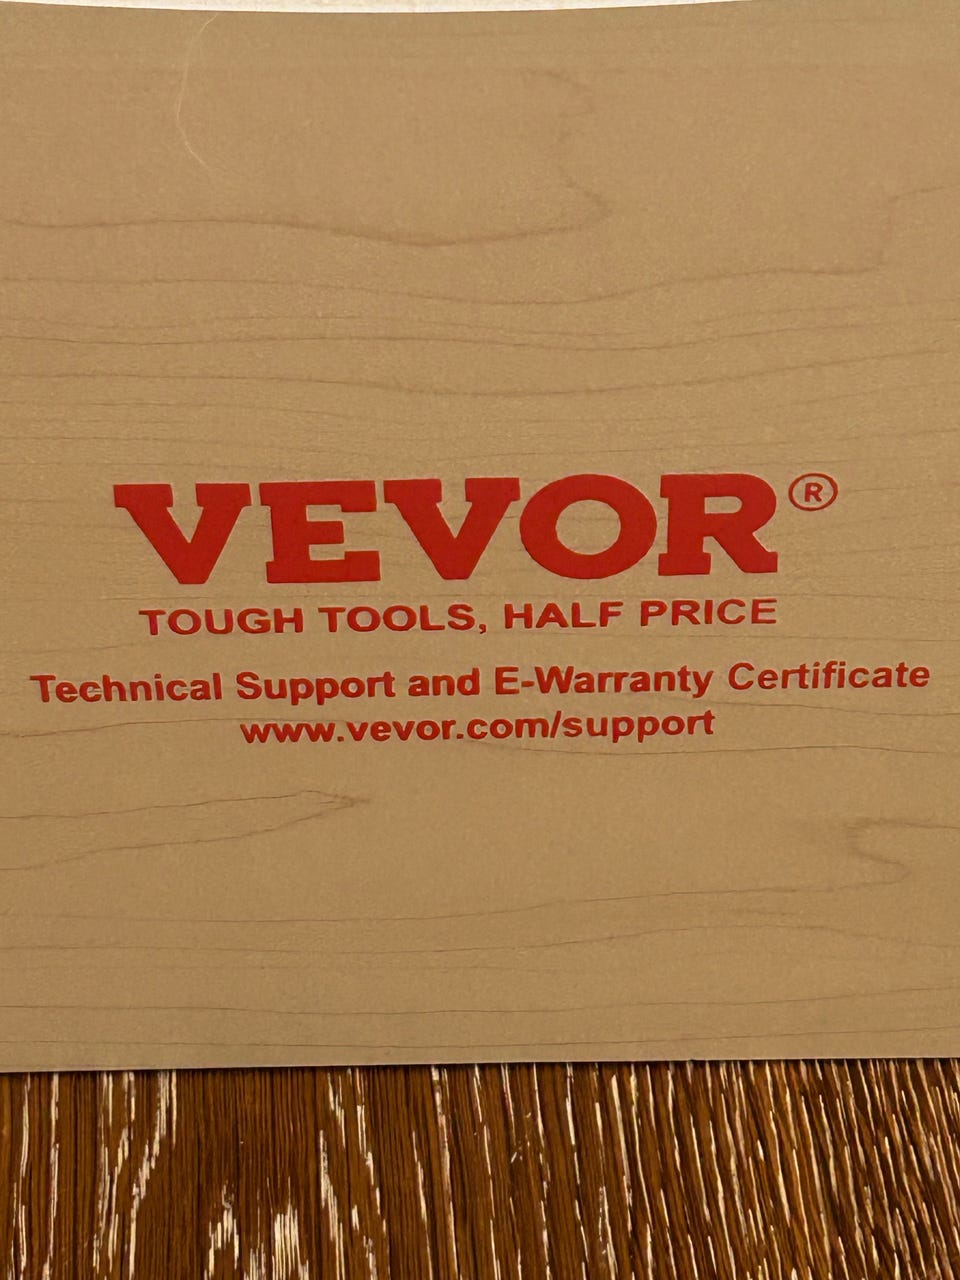 VEVOR®
TOUGH TOOLS, HALF PRICE
Technical Support and E-Warranty Certificate
www.vevor.com/support